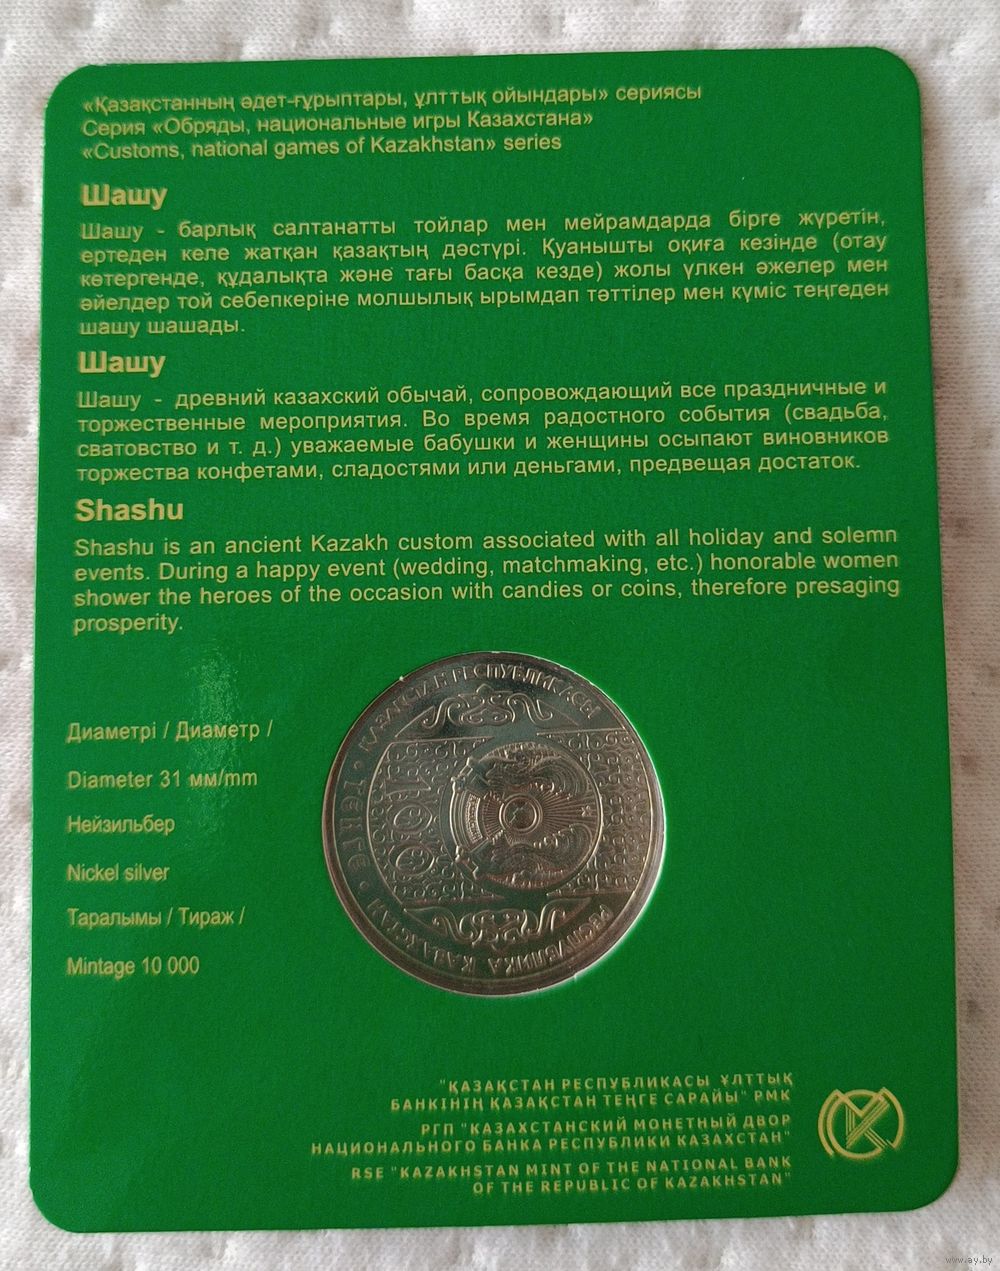 «Қазақстанның әдет-ғұрыптары, ұлттық ойындары» сериясы
Серия «Обряды, национальные игры Казахстана»
«Customs, national games of Kazakhstan» series
Шашу
Шашу - барлық салтанатты тойлар мен мейрамдарда бірге жүретін,
ертеден келе жатқан қазақтың дәстүрі. Қуанышты оқиға кезінде (отау
көтергенде, құдалықта және тағы басқа кезде) жолы үлкен әжелер мен
әйелдер той себепкеріне молшылық ырымдап тәттілер мен күміс теңгеден
шашу шашады.
Шашу
Шашу - древний казахский обычай, сопровождающий все праздничные и
торжественные мероприятия. Во время радостного события (свадьба,
сватовство и т. д.) уважаемые бабушки и женщины осыпают виновников
торжества конфетами, сладостями или деньгами, предвещая достаток.
Shashu
Shashu is an ancient Kazakh custom associated with all holiday and solemn
events. During a happy event (wedding, matchmaking, etc.) honorable women
shower the heroes of the occasion with candies or coins, therefore presaging
prosperity.
Диаметрі / Диаметр /
Diameter 31 мм/mm
Нейзильбер
Nickel silver
Таралымы / Тираж /
Mintage 10 000
ҚАЗАҚСТАН РЕСПУБЛИКАСЫ
100 ТЕҢГЕ
РЕСПУБЛИКА КАЗАХСТАН
"ҚАЗАҚСТАН РЕСПУБЛИКАСЫ ҰЛТТЫҚ
БАНКІНІҢ ҚАЗАҚСТАН ТЕҢГЕ САРАЙЫ" РМК
РГП "КАЗАХСТАНСКИЙ МОНЕТНЫЙ ДВОР
НАЦИОНАЛЬНОГО БАНКА РЕСПУБЛИКИ КАЗАХСТАН"
RSE "KAZAKHSTAN MINT OF THE NATIONAL BANK
OF THE REPUBLIC OF KAZAKHSTAN"
www.ay.by